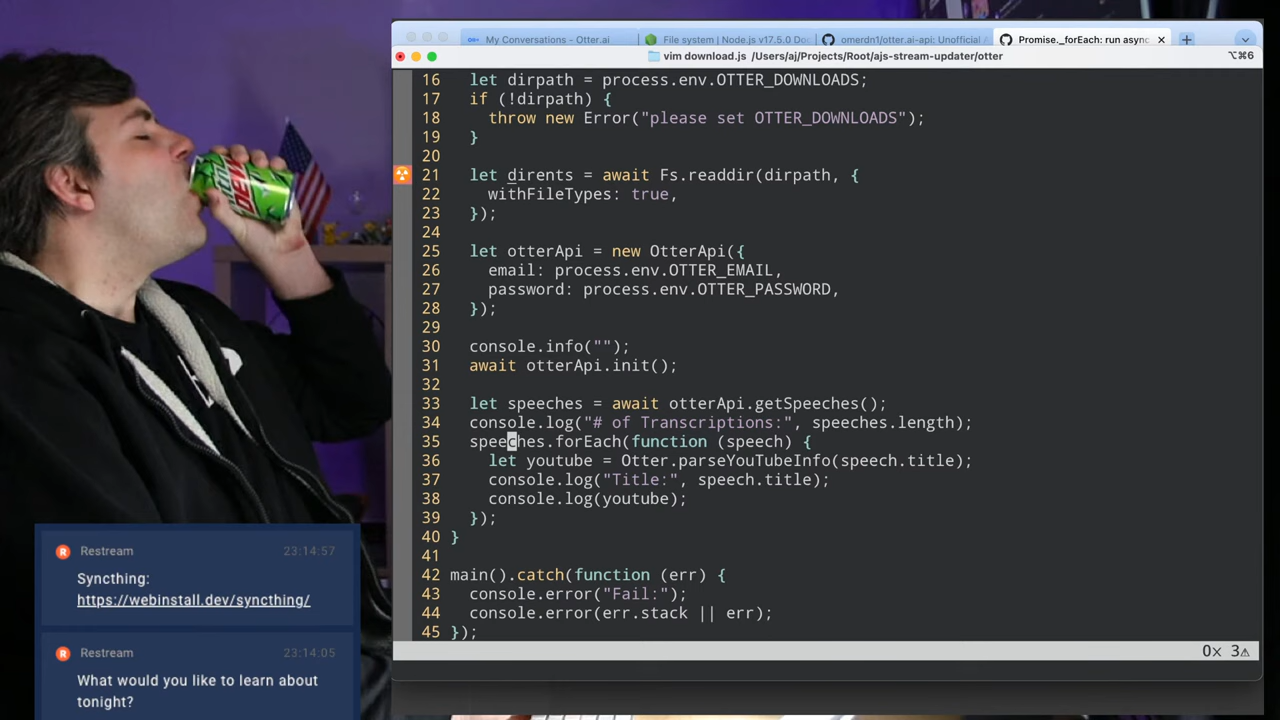 My Conversations - Otter.ai
File system | Node.js v17.5.0 Doc
omerdn1/otter.ai-api: Unofficial
Promise._forEach: run async
vim download.js /Users/aj/Projects/Root/ajs-stream-updater/otter
⌥⌘6
16 let dirpath = process.env.OTTER_DOWNLOADS;
17 if (!dirpath) {
18 throw new Error("please set OTTER_DOWNLOADS");
19 }
20
21 let dirents = await Fs.readdir(dirpath, {
22 withFileTypes: true,
23 });
24
25 let otterApi = new OtterApi({
26 email: process.env.OTTER_EMAIL,
27 password: process.env.OTTER_PASSWORD,
28 });
29
30 console.info("");
31 await otterApi.init();
32
33 let speeches = await otterApi.getSpeeches();
34 console.log("# of Transcriptions:", speeches.length);
35 speeches.forEach(function (speech) {
36 let youtube = Otter.parseYouTubeInfo(speech.title);
37 console.log("Title:", speech.title);
38 console.log(youtube);
39 });
40 }
41
42 main().catch(function (err) {
43 console.error("Fail:");
44 console.error(err.stack || err);
45 });
0× 3⚠
MTN DEW
R Restream 23:14:57
Syncthing:
https://webinstall.dev/syncthing/
R Restream 23:14:05
What would you like to learn about
tonight?